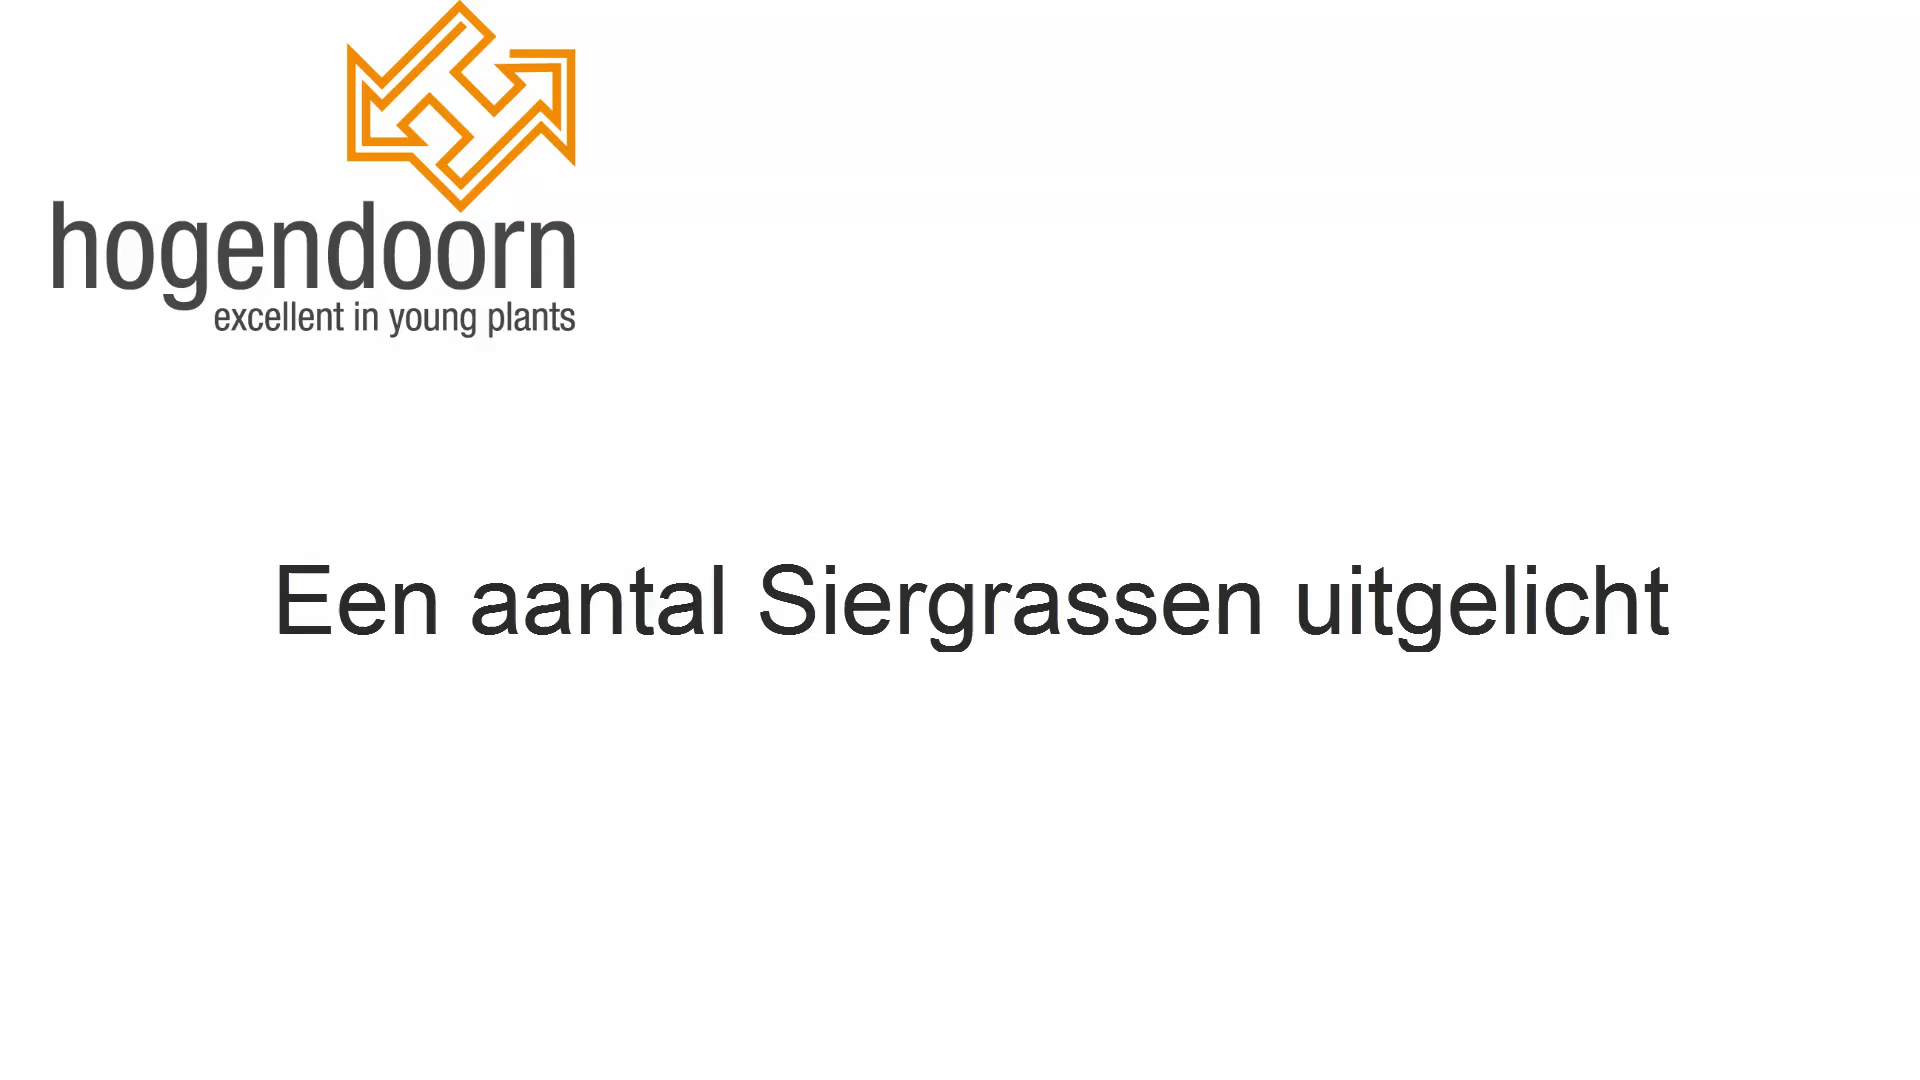 hogendoorn
excellent in young plants
Een aantal Siergrassen uitgelicht